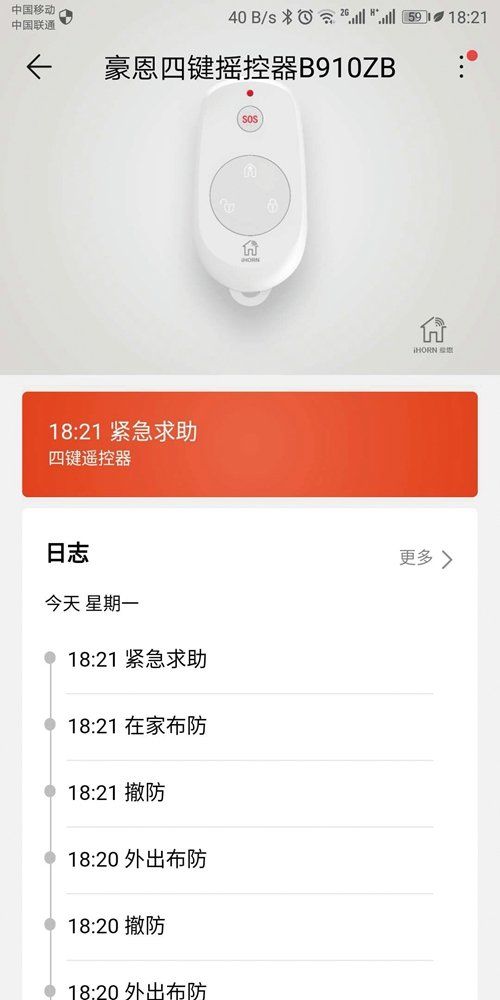 中国移动
中国联通
40 B/s 2G H+ 59 18:21
豪恩四键摇控器B910ZB
SOS
iHORN
iHORN 豪恩
18:21 紧急求助
四键遥控器
日志
更多
今天 星期一
18:21 紧急求助
18:21 在家布防
18:21 撤防
18:20 外出布防
18:20 撤防
18:20 外出布防